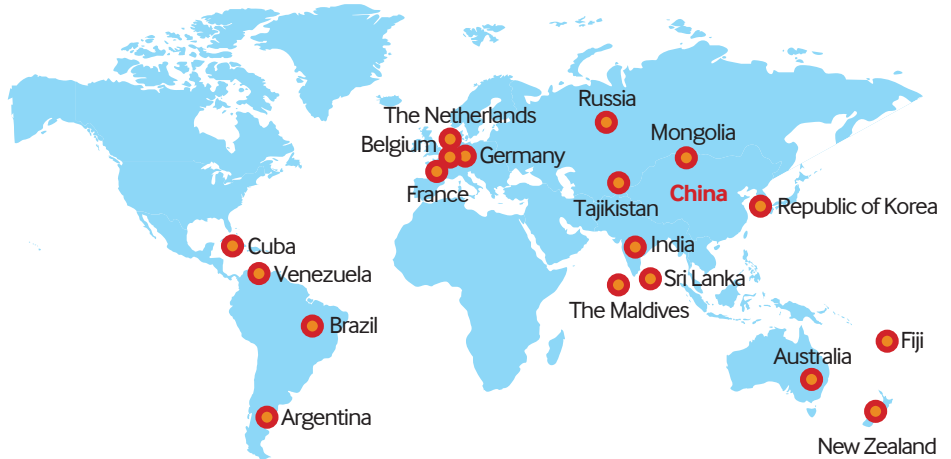 Russia
The Netherlands
Mongolia
Belgium
Germany
France
Tajikistan
China
Republic of Korea
Cuba
India
Venezuela
Sri Lanka
The Maldives
Brazil
Fiji
Australia
Argentina
New Zealand